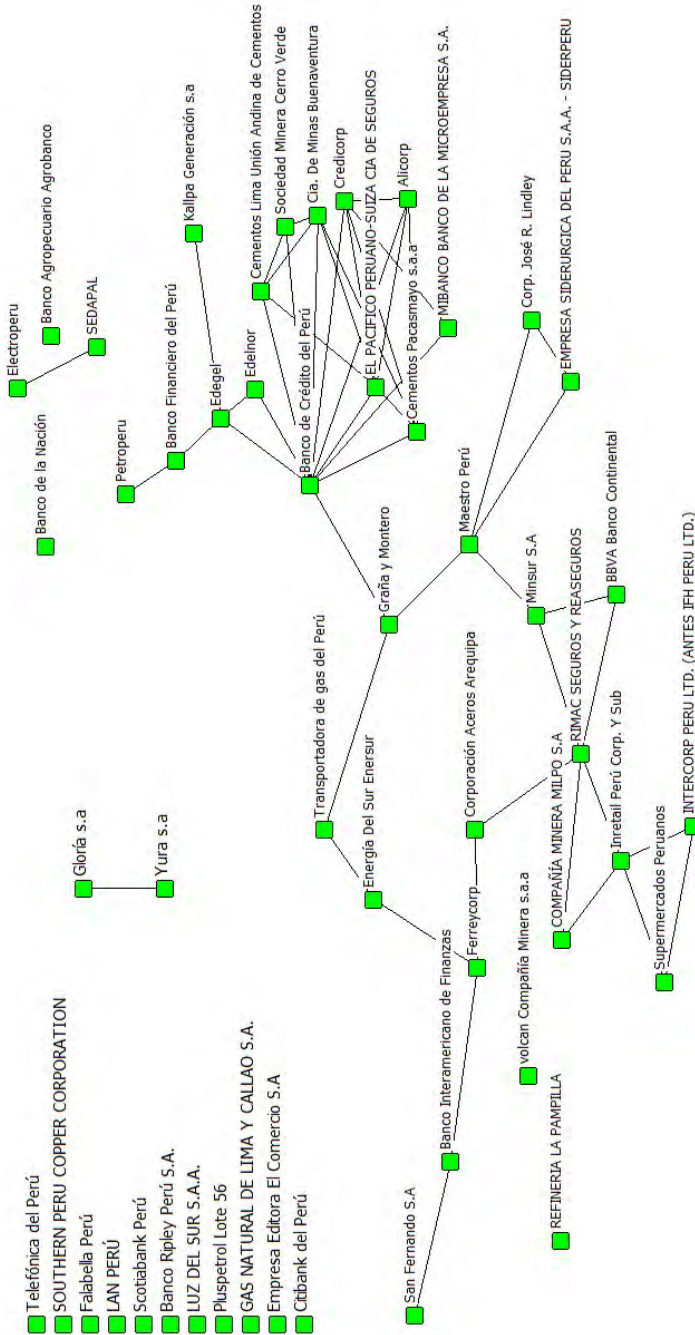 Telefónica del Perú
SOUTHERN PERU COPPER CORPORATION
Falabella Perú
LAN PERÚ
Scotiabank Perú
Banco Ripley Perú S.A.
LUZ DEL SUR S.A.A.
Pluspetrol Lote 56
GAS NATURAL DE LIMA Y CALLAO S.A.
Empresa Editora El Comercio S.A
Citibank del Perú
Gloria s.a
Yura s.a
Banco de la Nación
Electroperu
Banco Agropecuario Agrobanco
SEDAPAL
Petroperu
Banco Financiero del Perú
Edegel
Kallpa Generación s.a
Edelnor
Cementos Lima Unión Andina de Cementos
Sociedad Minera Cerro Verde
Cia. De Minas Buenaventura
Banco de Crédito del Perú
Credicorp
EL PACIFICO PERUANO-SUIZA CIA DE SEGUROS
Alicorp
Cementos Pacasmayo s.a.a
MIBANCO BANCO DE LA MICROEMPRESA S.A.
Transportadora de gas del Perú
Graña y Montero
Energía Del Sur Enersur
Maestro Perú
Corp. José R. Lindley
EMPRESA SIDERURGICA DEL PERU S.A.A. - SIDERPERU
San Fernando S.A
Banco Interamericano de Finanzas
Ferreycorp
Corporación Aceros Arequipa
Minsur S.A
BBVA Banco Continental
RIMAC SEGUROS Y REASEGUROS
volcan Compañía Minera s.a.a
COMPAÑÍA MINERA MILPO S.A
REFINERIA LA PAMPILLA
Inretail Perú Corp. Y Sub
Supermercados Peruanos
INTERCORP PERU LTD. (ANTES IFH PERU LTD.)